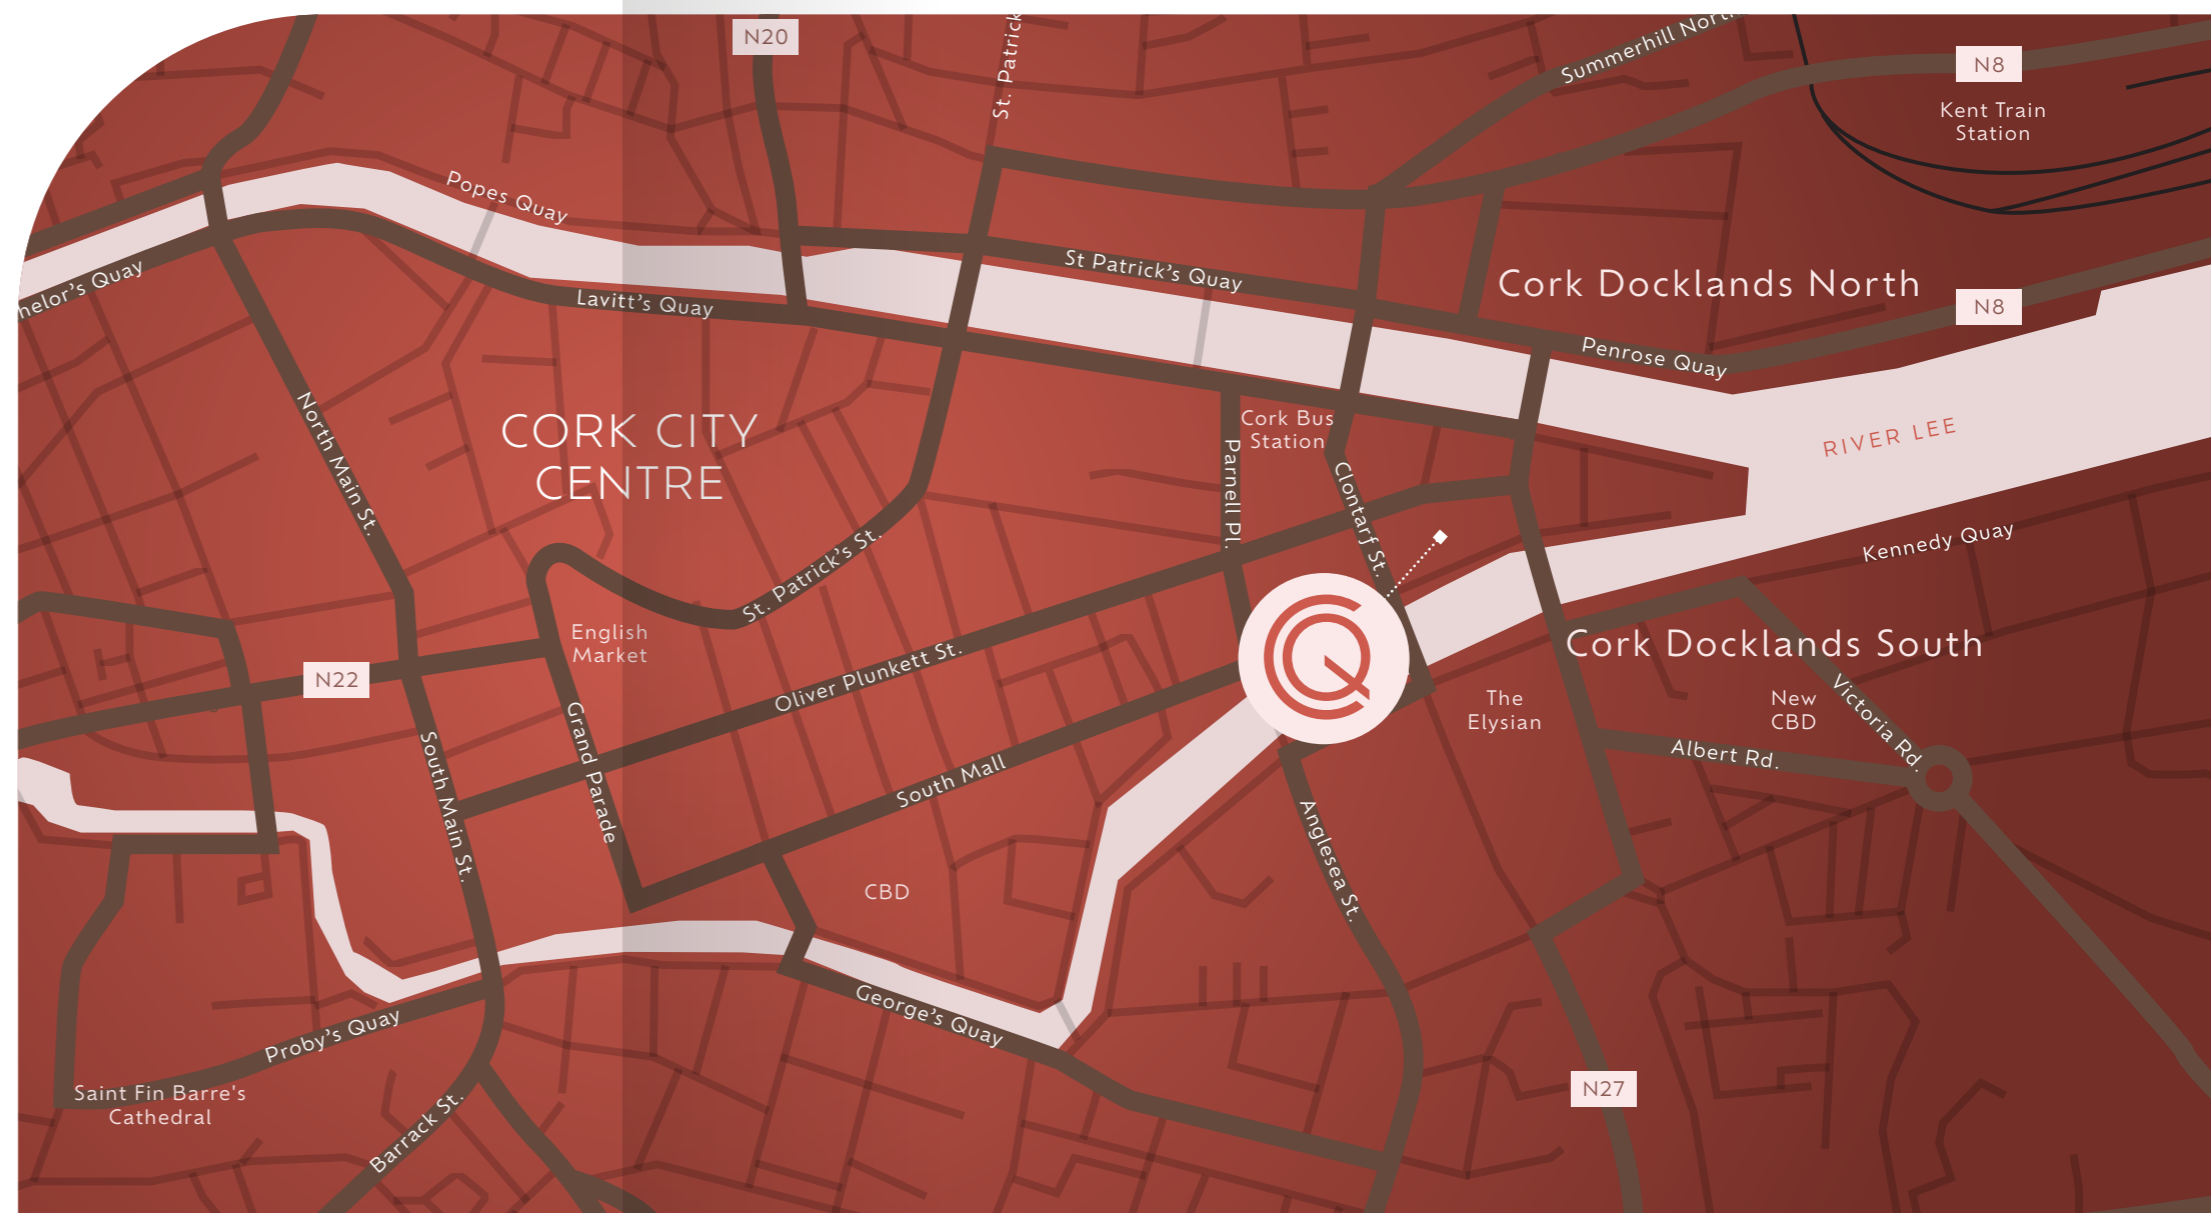 N20
St. Patrick
Summerhill North
N8
Kent Train
Station
Popes Quay
helor's Quay
Lavitt's Quay
St Patrick's Quay
Cork Docklands North
N8
Penrose Quay
RIVER LEE
North Main St.
CORK CITY
CENTRE
Cork Bus
Station
Parnell Pl.
Clontarf St.
Kennedy Quay
St. Patrick's St.
English
Market
N22
Oliver Plunkett St.
Cork Docklands South
The
Elysian
New
CBD
Victoria Rd.
Albert Rd.
South Main St.
Grand Parade
South Mall
Anglesea St.
CBD
George's Quay
Proby's Quay
Saint Fin Barre's
Cathedral
Barrack St.
N27